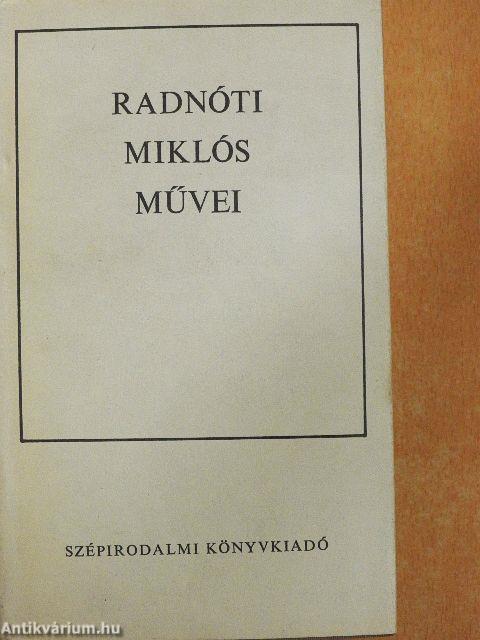 RADNÓTI
MIKLÓS
MŰVEI
SZÉPIRODALMI KÖNYVKIADÓ
Antikvárium.hu